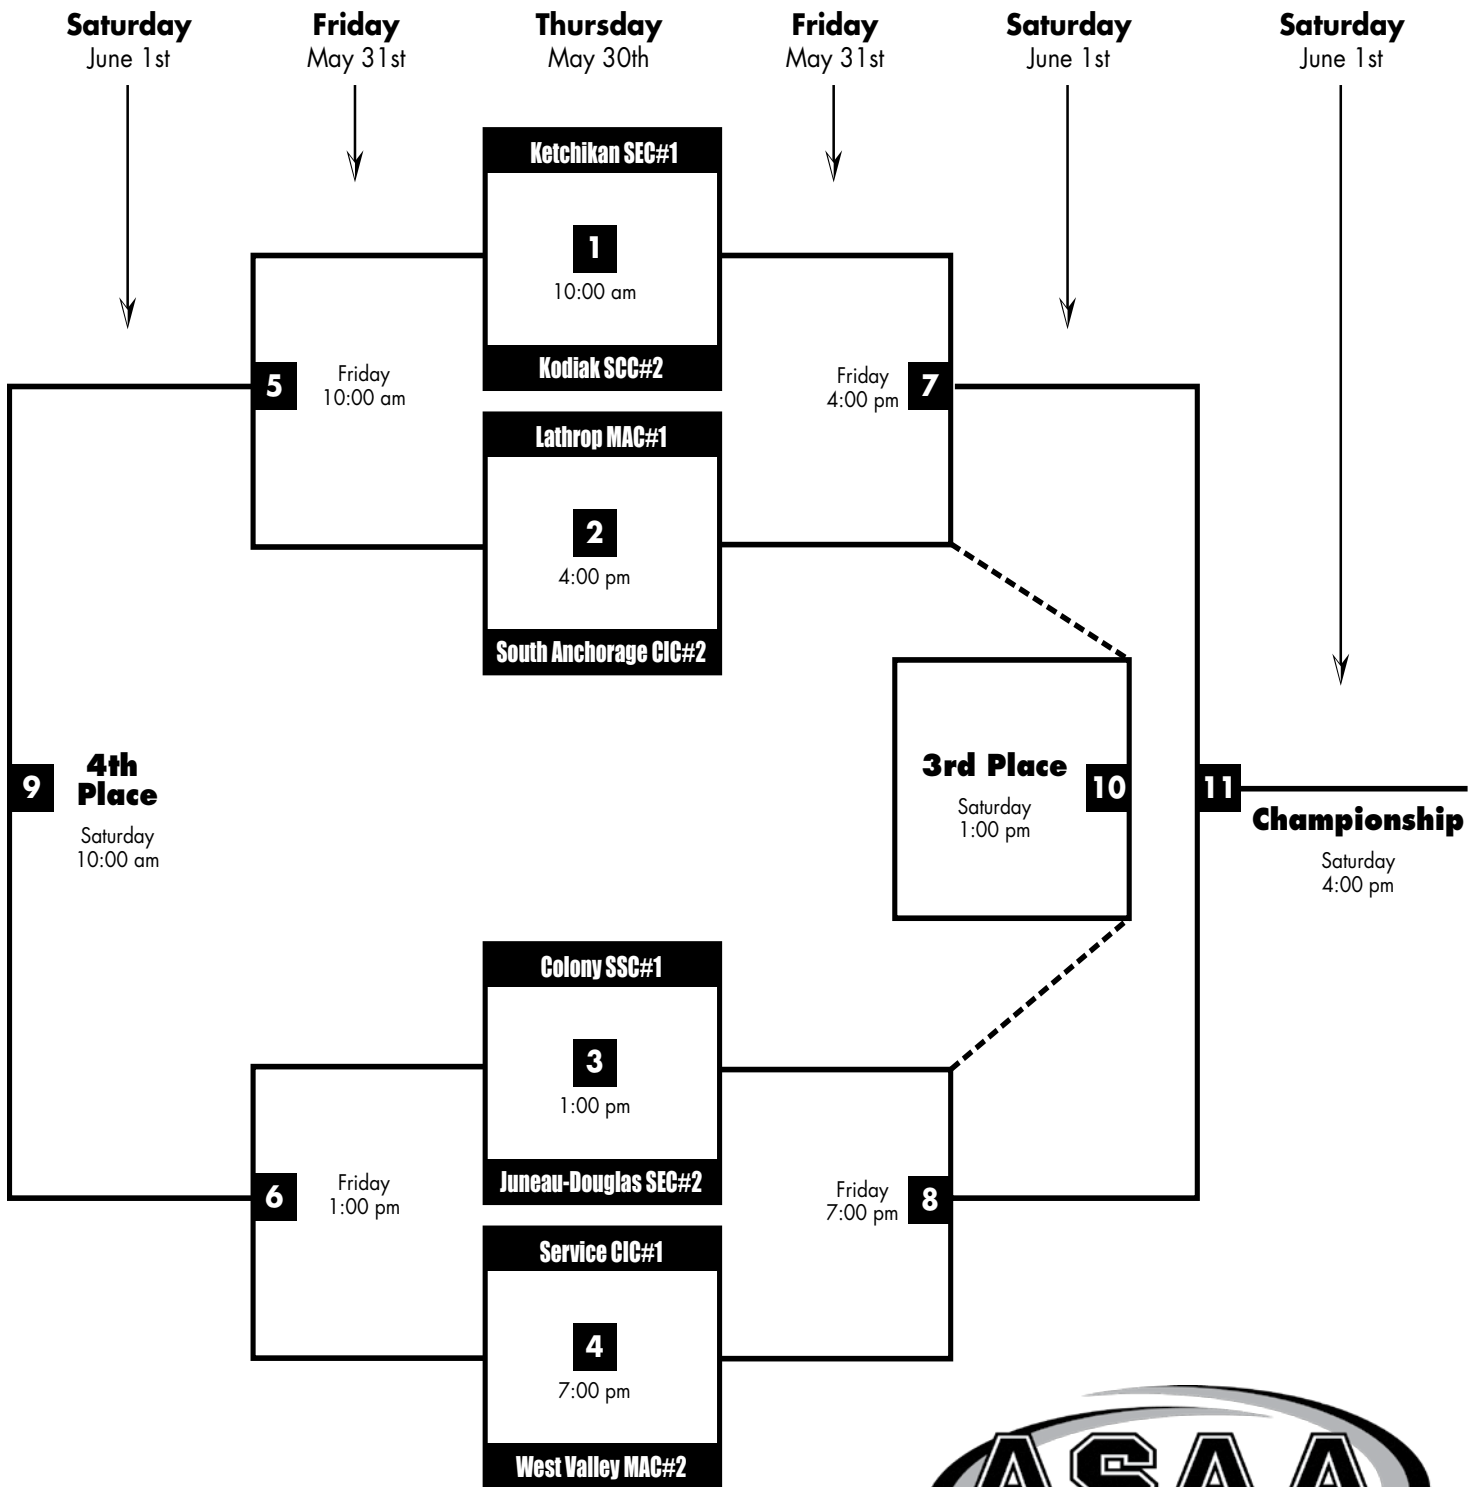 Saturday
June 1st
Friday
May 31st
Thursday
May 30th
Friday
May 31st
Saturday
June 1st
Saturday
June 1st
Ketchikan SEC#1
1
10:00 am
Kodiak SCC#2
5
Friday
10:00 am
Friday
4:00 pm
7
Lathrop MAC#1
2
4:00 pm
South Anchorage CIC#2
9
4th
Place
Saturday
10:00 am
3rd Place
Saturday
1:00 pm
10
11
Championship
Saturday
4:00 pm
Colony SSC#1
3
1:00 pm
Juneau-Douglas SEC#2
6
Friday
1:00 pm
Friday
7:00 pm
8
Service CIC#1
4
7:00 pm
West Valley MAC#2
ASAA